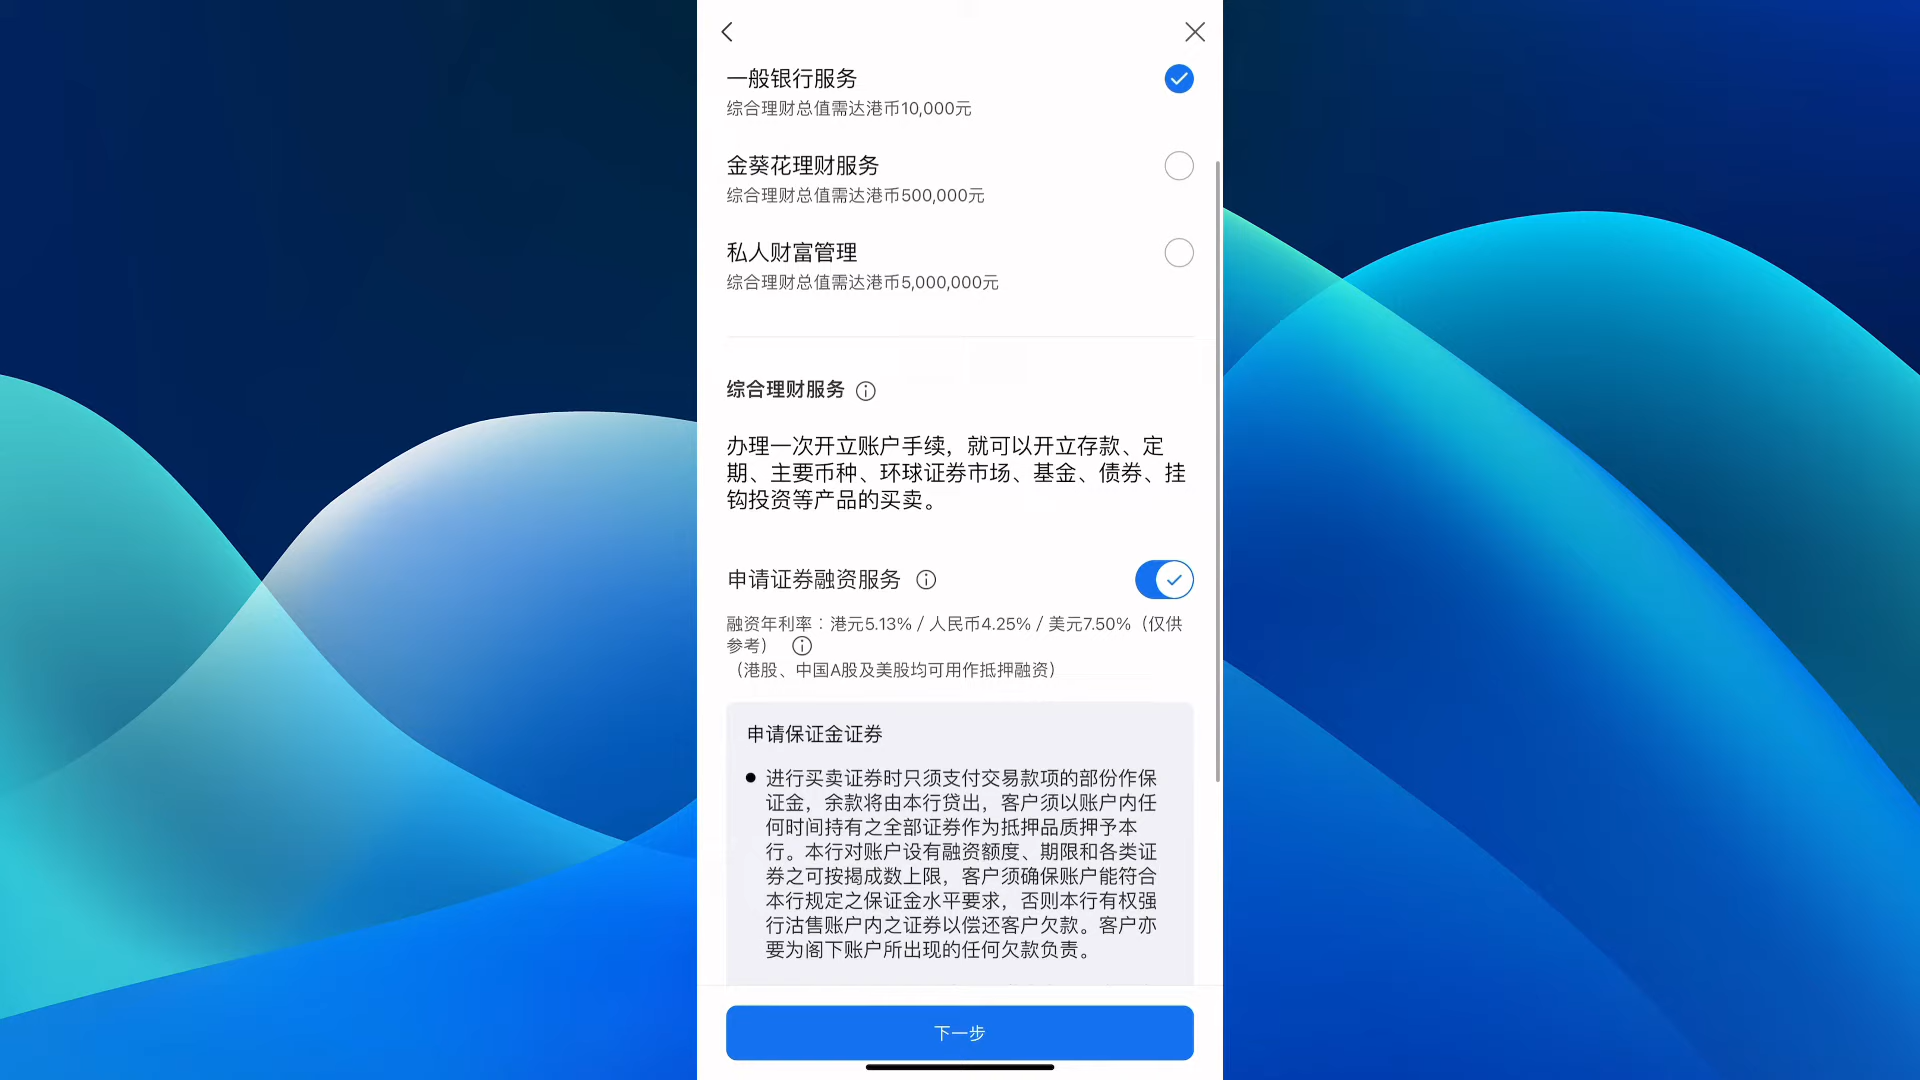 一般银行服务
综合理财总值需达港币10,000元
金葵花理财服务
综合理财总值需达港币500,000元
私人财富管理
综合理财总值需达港币5,000,000元
综合理财服务
办理一次开立账户手续，就可以开立存款、定
期、主要币种、环球证券市场、基金、债券、挂
钩投资等产品的买卖。
申请证券融资服务
融资年利率：港元5.13% / 人民币4.25% / 美元7.50%（仅供
参考）
（港股、中国A股及美股均可用作抵押融资）
申请保证金证券
● 进行买卖证券时只须支付交易款项的部份作保
证金，余款将由本行贷出，客户须以账户内任
何时间持有之全部证券作为抵押品质押予本
行。本行对账户设有融资额度、期限和各类证
券之可按揭成数上限，客户须确保账户能符合
本行规定之保证金水平要求，否则本行有权强
行沽售账户内之证券以偿还客户欠款。客户亦
要为阁下账户所出现的任何欠款负责。
下一步